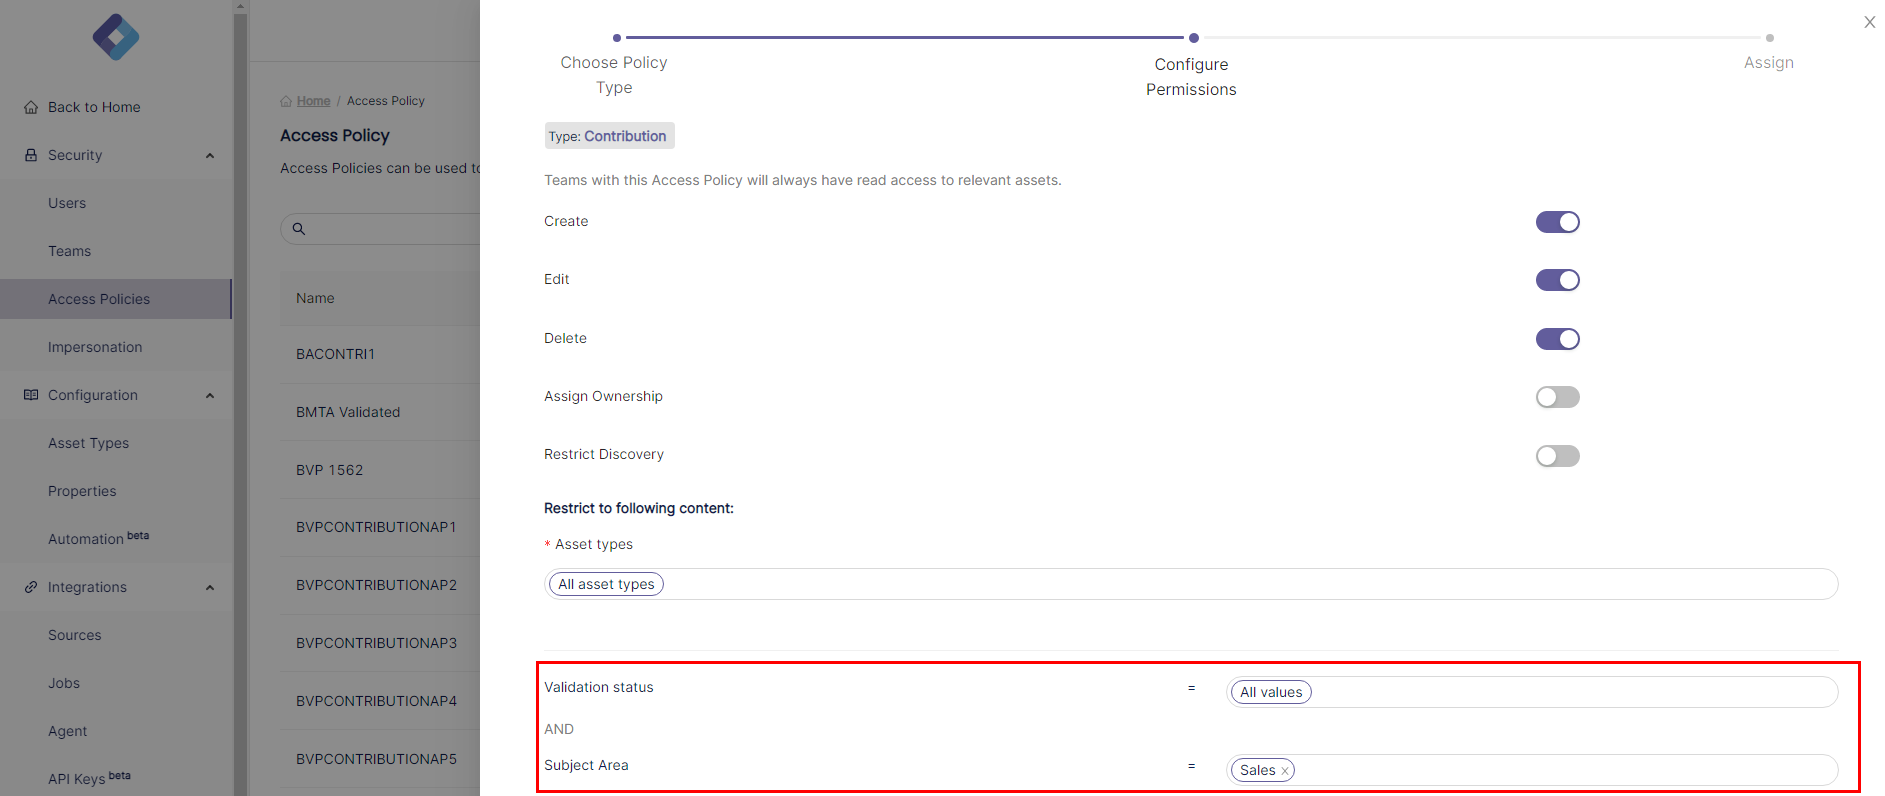 Back to Home
Security
Users
Teams
Access Policies
Impersonation
Configuration
Asset Types
Properties
Automation beta
Integrations
Sources
Jobs
Agent
API Keys beta
Home / Access Policy
Access Policy
Access Policies can be used to
Name
BACONTRI1
BMTA Validated
BVP 1562
BVPCONTRIBUTIONAP1
BVPCONTRIBUTIONAP2
BVPCONTRIBUTIONAP3
BVPCONTRIBUTIONAP4
BVPCONTRIBUTIONAP5
Choose Policy
Type
Configure
Permissions
Assign
Type: Contribution
Teams with this Access Policy will always have read access to relevant assets.
Create
Edit
Delete
Assign Ownership
Restrict Discovery
Restrict to following content:
* Asset types
All asset types
Validation status = All values
AND
Subject Area = Sales x